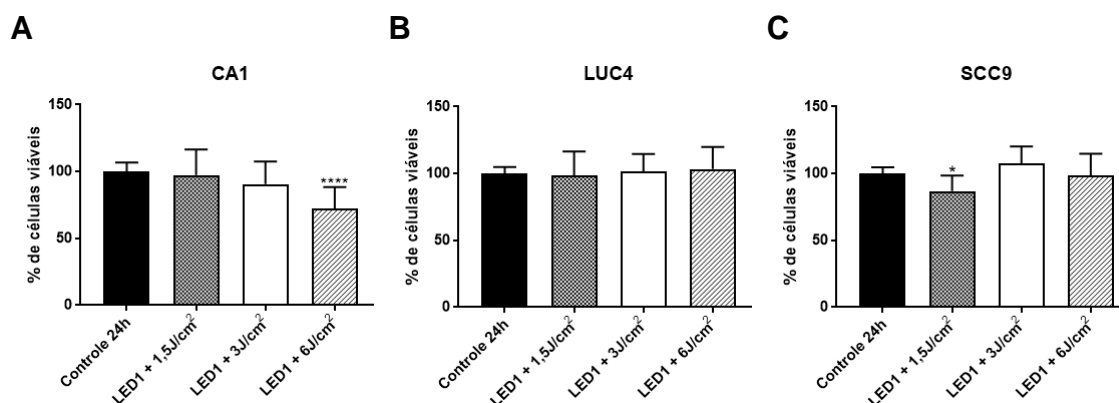 A
CA1
% de células viáveis
150
100
50
0
****
Controle 24h
LED1 + 1,5J/cm²
LED1 + 3J/cm²
LED1 + 6J/cm²
B
LUC4
% de células viáveis
150
100
50
0
Controle 24h
LED1 + 1,5J/cm²
LED1 + 3J/cm²
LED1 + 6J/cm²
C
SCC9
% de células viáveis
150
100
50
0
*
Controle 24h
LED1 + 1,5J/cm²
LED1 + 3J/cm²
LED1 + 6J/cm²